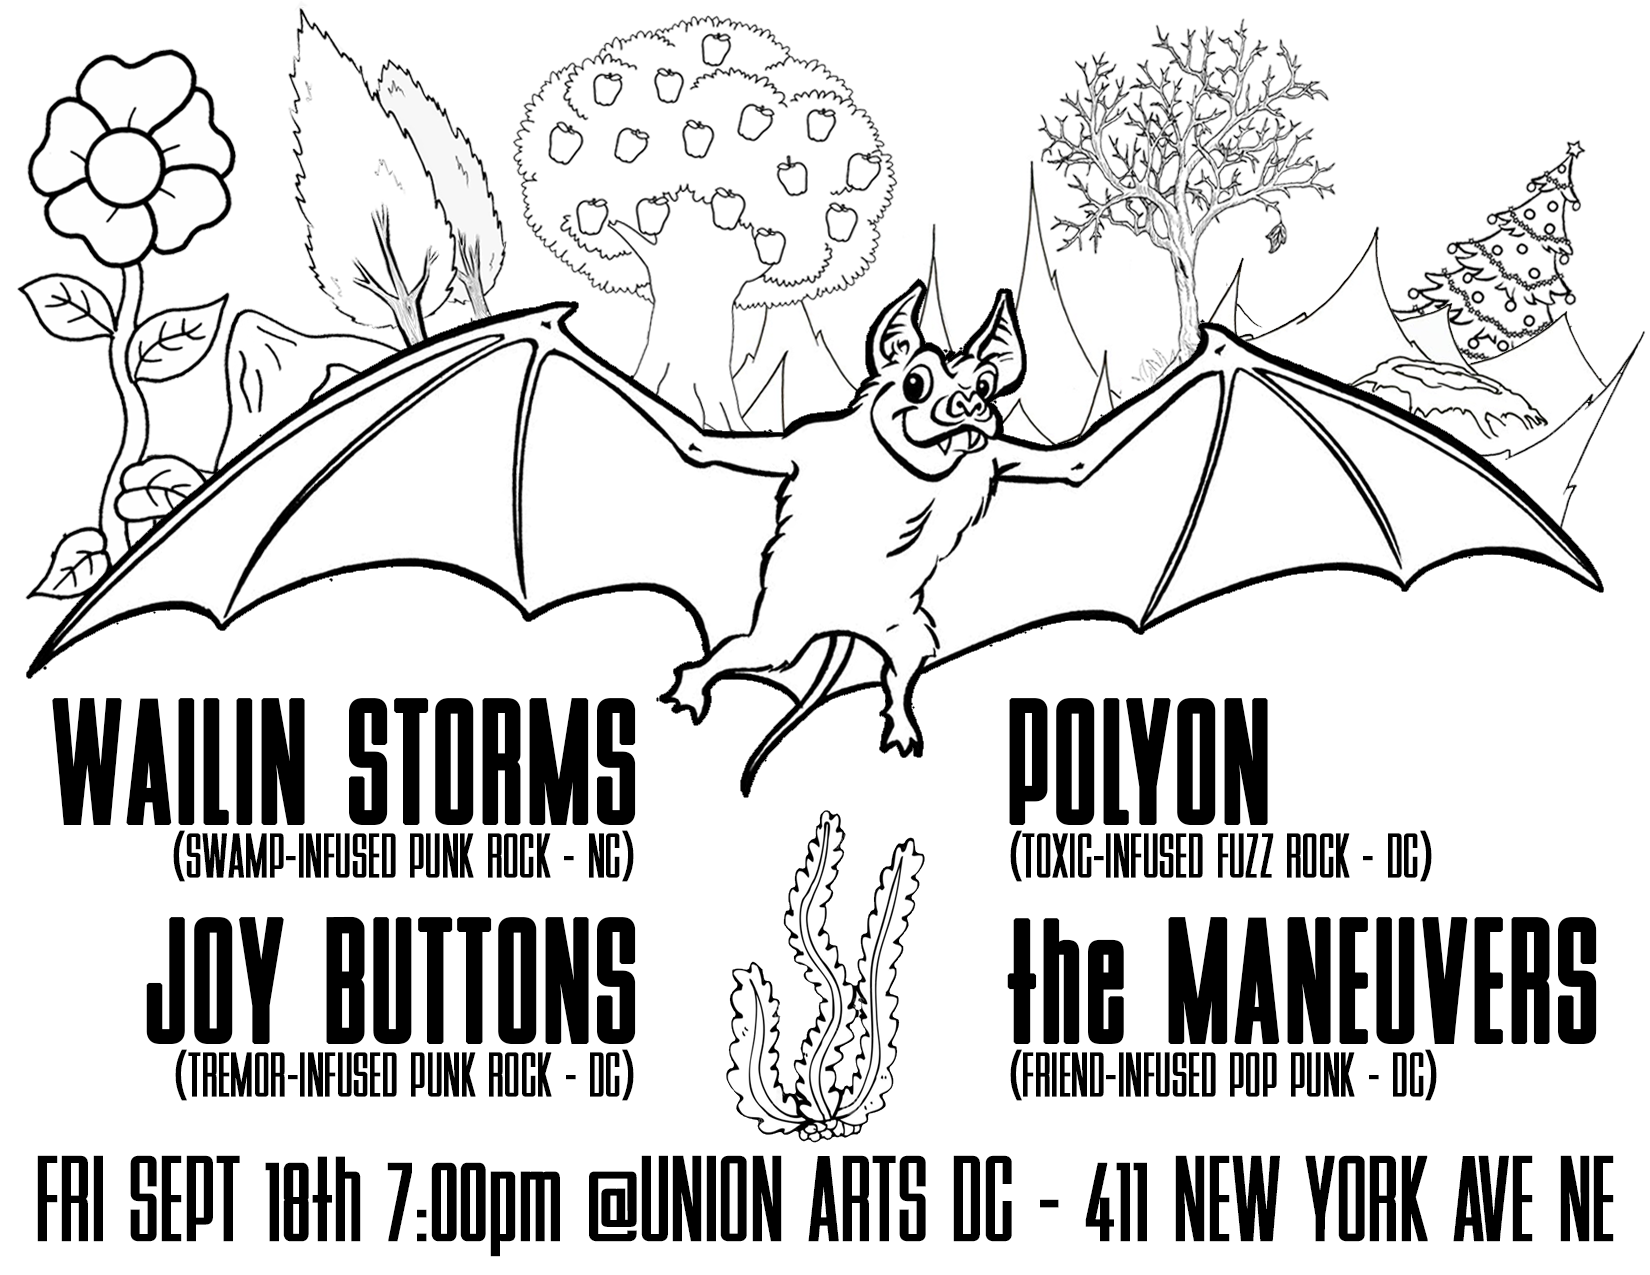 WAILIN STORMS
(SWAMP-INFUSED PUNK ROCK - NC)
JOY BUTTONS
(TREMOR-INFUSED PUNK ROCK - DC)
POLYON
(TOXIC-INFUSED FUZZ ROCK - DC)
the MANEUVERS
(FRIEND-INFUSED POP PUNK - DC)
FRI SEPT 18th 7:00pm @UNION ARTS DC - 411 NEW YORK AVE NE